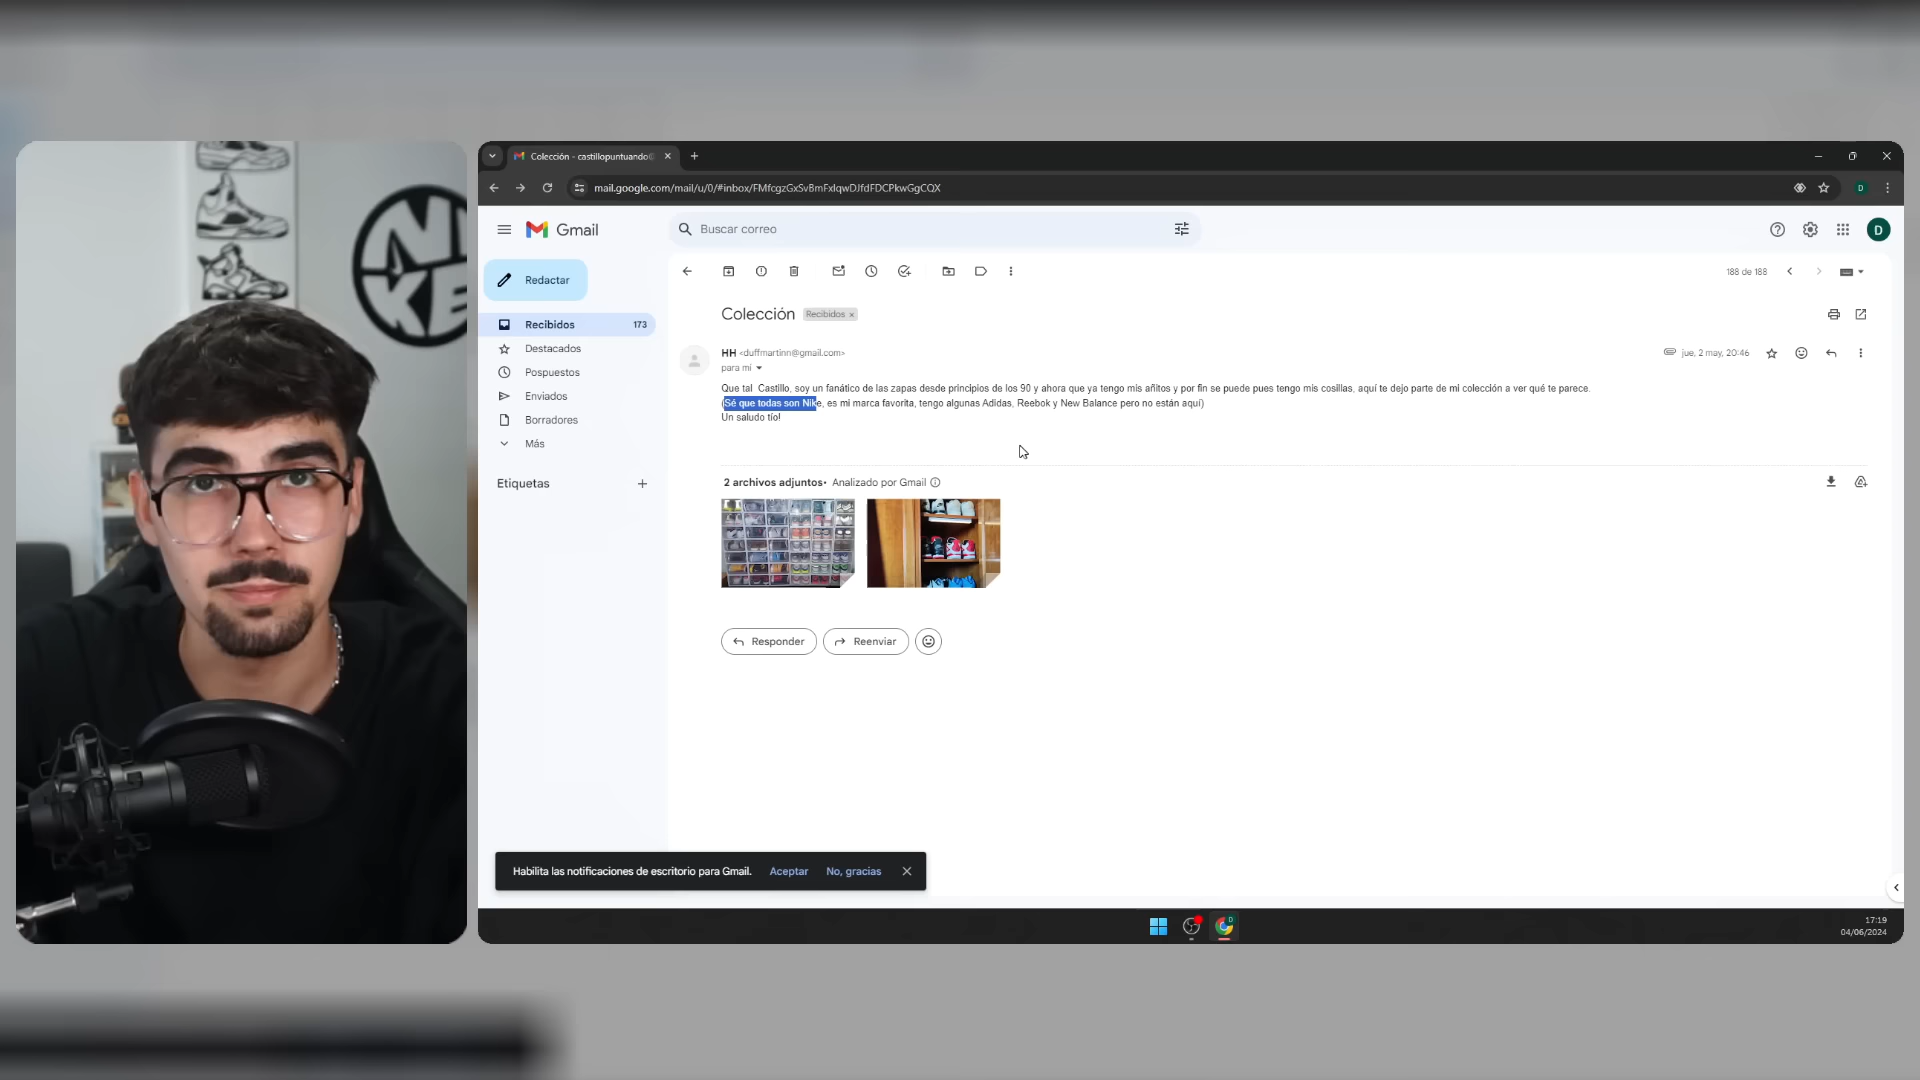 NIKE
Colección - castillopuntuando@
mail.google.com/mail/u/0/#inbox/FMfcgzGxSvBmFxlqwDJfdFDCPkwGgCQX
D
Gmail
Buscar correo
D
Redactar
188 de 188
Colección Recibidos x
Recibidos 173
Destacados
Pospuestos
Enviados
Borradores
Más
Etiquetas
HH <duffmartinn@gmail.com>
jue, 2 may, 20:46
para mí
Que tal Castillo, soy un fanático de las zapas desde principios de los 90 y ahora que ya tengo mis añitos y por fin se puede pues tengo mis cosillas, aquí te dejo parte de mi colección a ver qué te parece.
(Sé que todas son Nike, es mi marca favorita, tengo algunas Adidas, Reebok y New Balance pero no están aquí)
Un saludo tío!
2 archivos adjuntos• Analizado por Gmail
Responder
Reenviar
Habilita las notificaciones de escritorio para Gmail. Aceptar No, gracias
D
17:19
04/06/2024